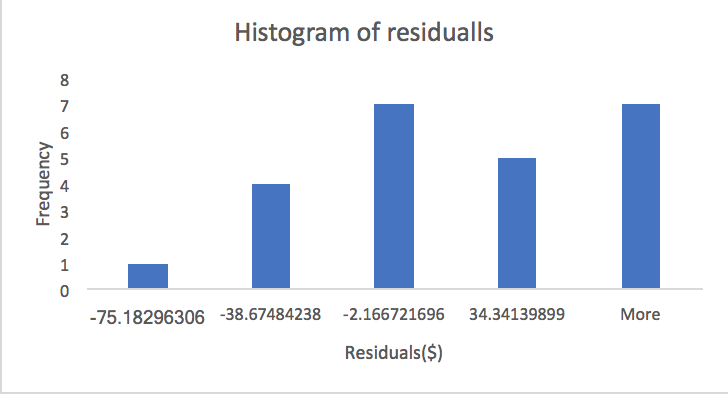 Histogram of residualls
8
7
6
5
4
3
2
1
0
Frequency
-75.18296306 -38.67484238 -2.166721696 34.34139899 More
Residuals($)